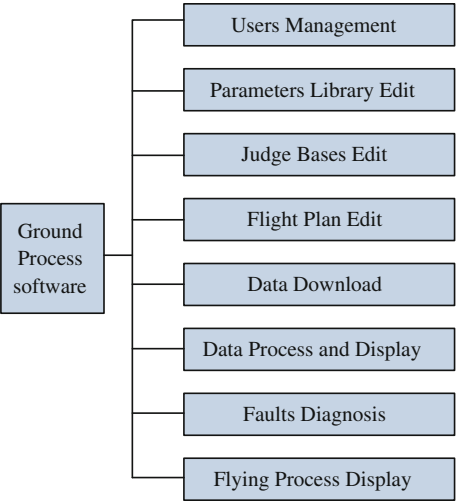 Users Management
Parameters Library Edit
Judge Bases Edit
Flight Plan Edit
Ground
Process
software
Data Download
Data Process and Display
Faults Diagnosis
Flying Process Display